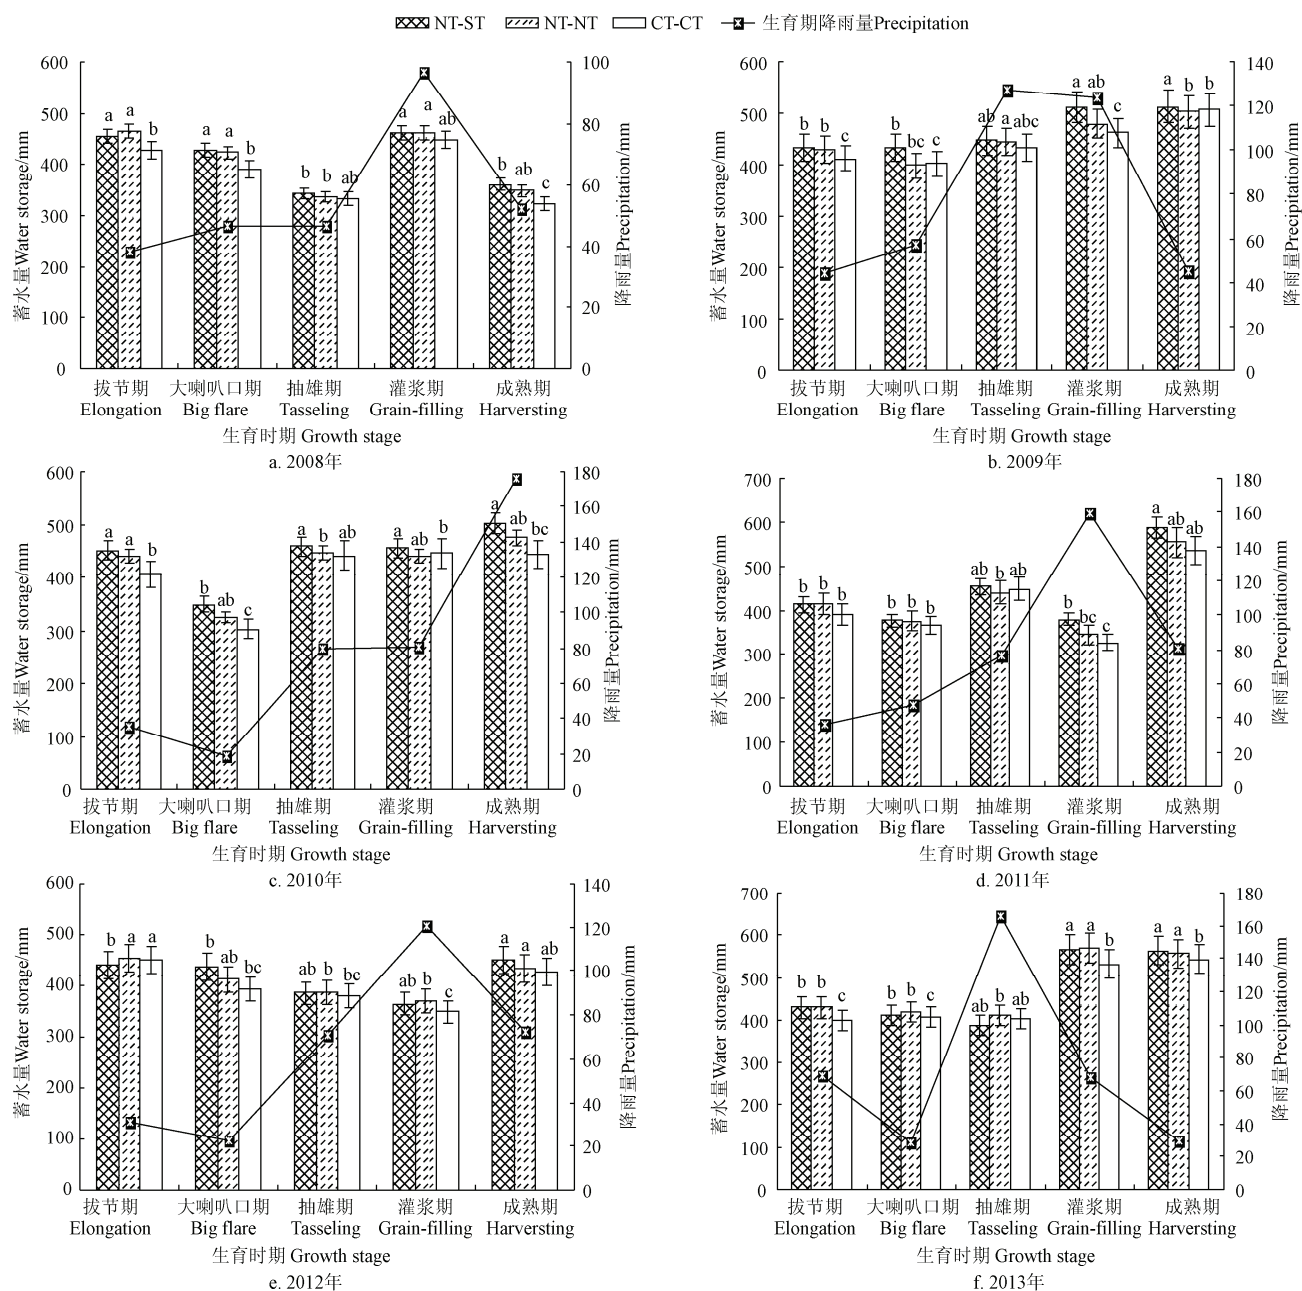 NT-ST NT-NT CT-CT 生育期降雨量Precipitation
蓄水量Water storage/mm
600
500
400
300
200
100
0
a a b a a b b b b a a ab b ab c
100
80
60
40
20
0
降雨量Precipitation/mm
拔节期 大喇叭口期 抽雄期 灌浆期 成熟期
Elongation Big flare Tasseling Grain-filling Harversting
生育时期 Growth stage
a. 2008年
蓄水量Water storage/mm
600
500
400
300
200
100
0
b b c b bc c ab a abc a ab c a b b
140
120
100
80
60
40
20
0
降雨量Precipitation/mm
拔节期 大喇叭口期 抽雄期 灌浆期 成熟期
Elongation Big flare Tasseling Grain-filling Harversting
生育时期 Growth stage
b. 2009年
蓄水量Water storage/mm
600
500
400
300
200
100
0
a a b b ab c a b ab a ab b a ab bc
180
160
140
120
100
80
60
40
20
0
降雨量Precipitation/mm
拔节期 大喇叭口期 抽雄期 灌浆期 成熟期
Elongation Big flare Tasseling Grain-filling Harversting
生育时期 Growth stage
c. 2010年
蓄水量Water storage/mm
700
600
500
400
300
200
100
0
b b b b b b ab b ab b bc c a ab ab
180
160
140
120
100
80
60
40
20
0
降雨量Precipitation/mm
拔节期 大喇叭口期 抽雄期 灌浆期 成熟期
Elongation Big flare Tasseling Grain-filling Harversting
生育时期 Growth stage
d. 2011年
蓄水量Water storage/mm
600
500
400
300
200
100
0
b a a b ab bc ab b bc ab b c a a ab
140
120
100
80
60
40
20
0
降雨量Precipitation/mm
拔节期 大喇叭口期 抽雄期 灌浆期 成熟期
Elongation Big flare Tasseling Grain-filling Harversting
生育时期 Growth stage
e. 2012年
蓄水量Water storage/mm
700
600
500
400
300
200
100
0
b b c b b c ab b ab a a b a a b
180
160
140
120
100
80
60
40
20
0
降雨量Precipitation/mm
拔节期 大喇叭口期 抽雄期 灌浆期 成熟期
Elongation Big flare Tasseling Grain-filling Harversting
生育时期 Growth stage
f. 2013年